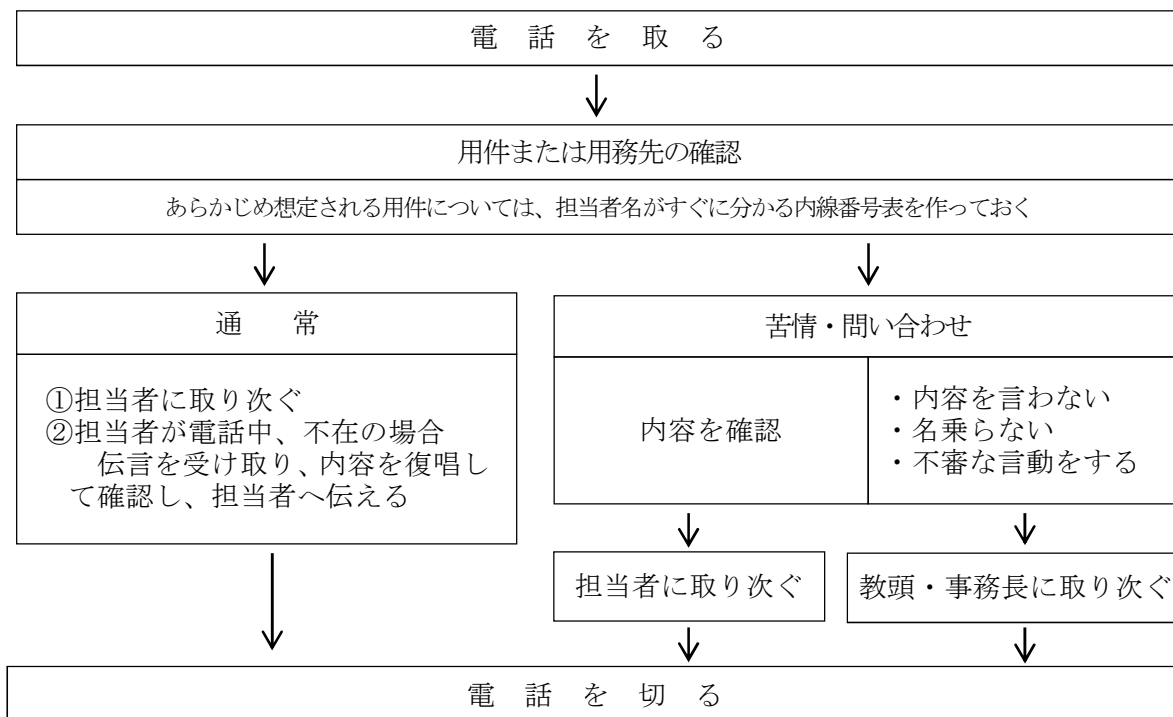 電話を取る
用件または用務先の確認
あらかじめ想定される用件については、担当者名がすぐに分かる内線番号表を作っておく
通常
①担当者に取り次ぐ
②担当者が電話中、不在の場合
伝言を受け取り、内容を復唱し
て確認し、担当者へ伝える
苦情・問い合わせ
内容を確認
・内容を言わない
・名乗らない
・不審な言動をする
担当者に取り次ぐ
教頭・事務長に取り次ぐ
電話を切る